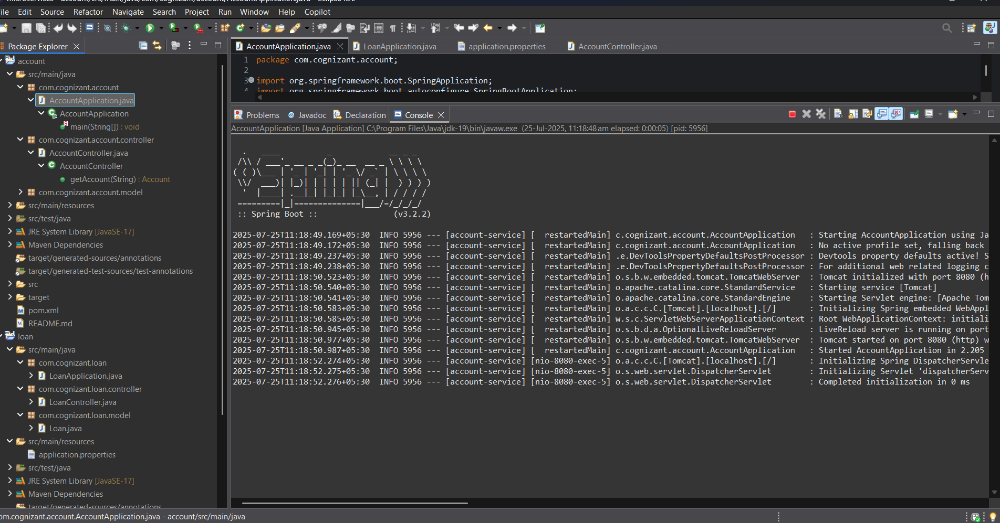 microservices - account/src/main/java/com/cognizant/account/AccountApplication.java - Eclipse IDE
ile Edit Source Refactor Navigate Search Project Run Window Help Copilot
Package Explorer
account
src/main/java
com.cognizant.account
AccountApplication.java
AccountApplication
main(String[]) : void
com.cognizant.account.controller
AccountController.java
AccountController
getAccount(String) : Account
com.cognizant.account.model
src/main/resources
src/test/java
JRE System Library [JavaSE-17]
Maven Dependencies
target/generated-sources/annotations
target/generated-test-sources/test-annotations
src
target
pom.xml
README.md
loan
src/main/java
com.cognizant.loan
LoanApplication.java
com.cognizant.loan.controller
LoanController.java
com.cognizant.loan.model
Loan.java
src/main/resources
application.properties
src/test/java
JRE System Library [JavaSE-17]
Maven Dependencies
target/generated-sources/annotations
AccountApplication.java LoanApplication.java application.properties AccountController.java
1 package com.cognizant.account;
2
3 import org.springframework.boot.SpringApplication;
4 import org.springframework.boot.autoconfigure.SpringBootApplication;
Problems Javadoc Declaration Console
AccountApplication [Java Application] C:\Program Files\Java\jdk-19\bin\javaw.exe (25-Jul-2025, 11:18:48 am elapsed: 0:00:05) [pid: 5956]
Spring
:: Spring Boot :: (v3.2.2)
2025-07-25T11:18:49.169+05:30 INFO 5956 --- [account-service] [ restartedMain] c.cognizant.account.AccountApplication : Starting AccountApplication using Ja
2025-07-25T11:18:49.172+05:30 INFO 5956 --- [account-service] [ restartedMain] c.cognizant.account.AccountApplication : No active profile set, falling back
2025-07-25T11:18:49.237+05:30 INFO 5956 --- [account-service] [ restartedMain] .e.DevToolsPropertyDefaultsPostProcessor : Devtools property defaults active! S
2025-07-25T11:18:49.238+05:30 INFO 5956 --- [account-service] [ restartedMain] .e.DevToolsPropertyDefaultsPostProcessor : For additional web related logging c
2025-07-25T11:18:50.523+05:30 INFO 5956 --- [account-service] [ restartedMain] o.s.b.w.embedded.tomcat.TomcatWebServer : Tomcat initialized with port 8080 (h
2025-07-25T11:18:50.540+05:30 INFO 5956 --- [account-service] [ restartedMain] o.apache.catalina.core.StandardService : Starting service [Tomcat]
2025-07-25T11:18:50.541+05:30 INFO 5956 --- [account-service] [ restartedMain] o.apache.catalina.core.StandardEngine : Starting Servlet engine: [Apache Tom
2025-07-25T11:18:50.583+05:30 INFO 5956 --- [account-service] [ restartedMain] o.a.c.c.C.[Tomcat].[localhost].[/] : Initializing Spring embedded WebAppl
2025-07-25T11:18:50.585+05:30 INFO 5956 --- [account-service] [ restartedMain] w.s.c.ServletWebServerApplicationContext : Root WebApplicationContext: initiali
2025-07-25T11:18:50.945+05:30 INFO 5956 --- [account-service] [ restartedMain] o.s.b.d.a.OptionalLiveReloadServer : LiveReload server is running on port
2025-07-25T11:18:50.977+05:30 INFO 5956 --- [account-service] [ restartedMain] o.s.b.w.embedded.tomcat.TomcatWebServer : Tomcat started on port 8080 (http) w
2025-07-25T11:18:50.987+05:30 INFO 5956 --- [account-service] [ restartedMain] c.cognizant.account.AccountApplication : Started AccountApplication in 2.205
2025-07-25T11:18:52.274+05:30 INFO 5956 --- [account-service] [nio-8080-exec-5] o.a.c.c.C.[Tomcat].[localhost].[/] : Initializing Spring DispatcherServle
2025-07-25T11:18:52.275+05:30 INFO 5956 --- [account-service] [nio-8080-exec-5] o.s.web.servlet.DispatcherServlet : Initializing Servlet 'dispatcherServ
2025-07-25T11:18:52.276+05:30 INFO 5956 --- [account-service] [nio-8080-exec-5] o.s.web.servlet.DispatcherServlet : Completed initialization in 0 ms
om.cognizant.account.AccountApplication.java - account/src/main/java